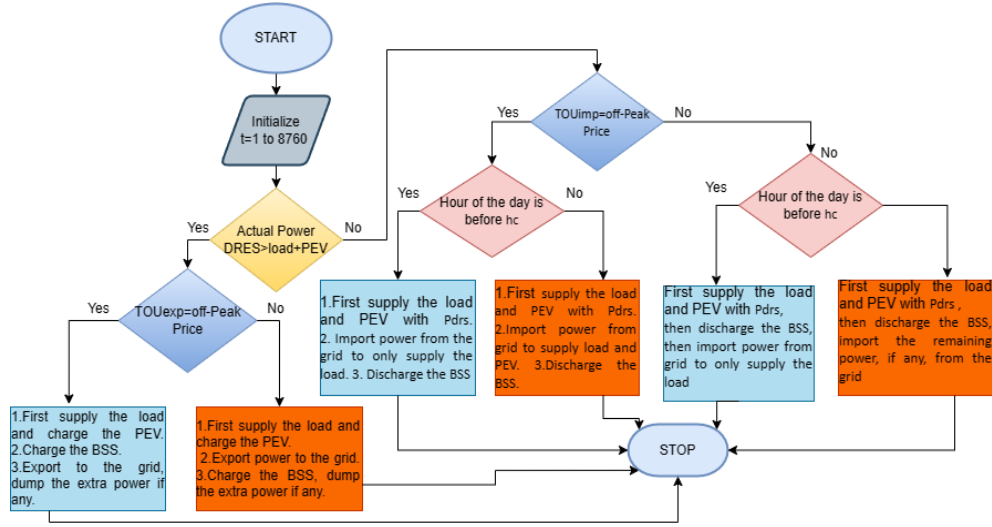 START
Initialize
t=1 to 8760
Actual Power
DRES>load+PEV
Yes
No
TOUexp=off-Peak
Price
Yes
No
1.First supply the load
and charge the PEV.
2.Charge the BSS.
3.Export to the grid,
dump the extra power if
any.
1.First supply the load and
charge the PEV.
2.Export power to the grid.
3.Charge the BSS, dump
the extra power if any.
TOUimp=off-Peak
Price
Yes
No
Hour of the day is
before hc
Yes
No
1.First supply the load
and PEV with Pdrs.
2. Import power from the
grid to only supply the
load. 3. Discharge the BSS
1.First supply the load
and PEV with Pdrs.
2.Import power from
grid to supply load and
PEV. 3.Discharge the
BSS.
No
Hour of the day is
before hc
Yes
First supply the load
and PEV with Pdrs,
then discharge the BSS,
then import power from
grid to only supply the
load
First supply the load
and PEV with Pdrs ,
then discharge the BSS,
import the remaining
power, if any, from the
grid
STOP